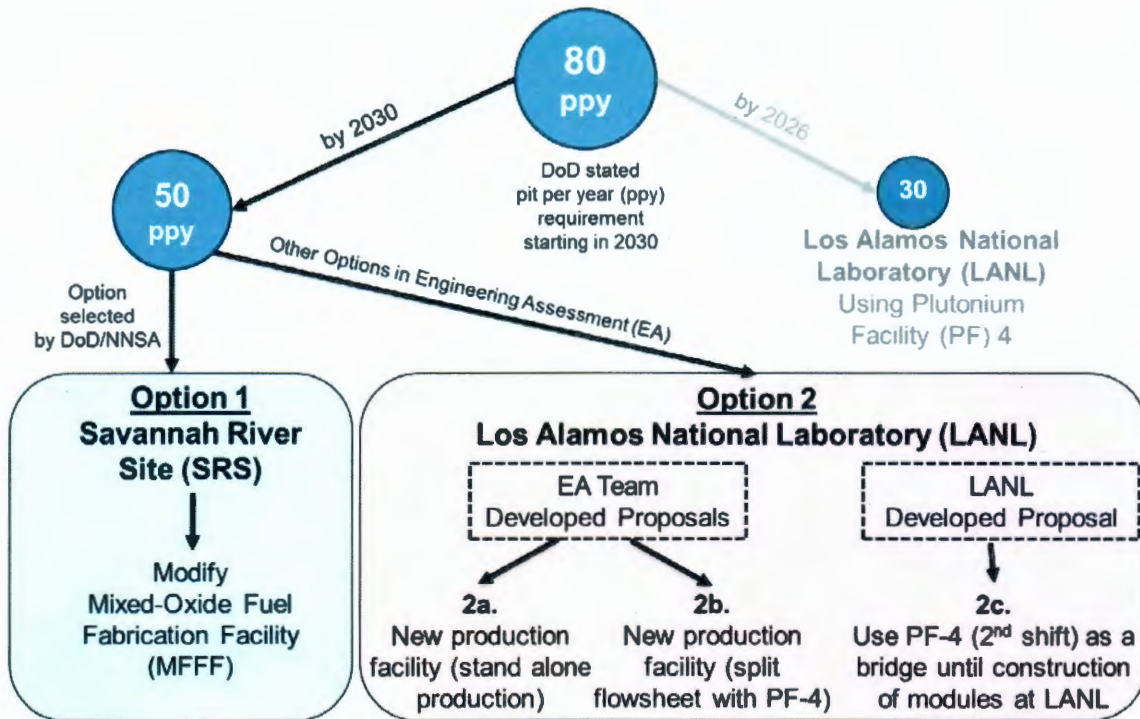 80
ppy
by 2030
by 2026
DoD stated
pit per year (ppy)
requirement
starting in 2030
50
ppy
30
Los Alamos National
Laboratory (LANL)
Using Plutonium
Facility (PF) 4
Other Options in Engineering Assessment (EA)
Option
selected
by DoD/NNSA
Option 1
Savannah River
Site (SRS)
Modify
Mixed-Oxide Fuel
Fabrication Facility
(MFFF)
Option 2
Los Alamos National Laboratory (LANL)
EA Team
Developed Proposals
LANL
Developed Proposal
2a.
New production
facility (stand alone
production)
2b.
New production
facility (split
flowsheet with PF-4)
2c.
Use PF-4 (2nd shift) as a
bridge until construction
of modules at LANL